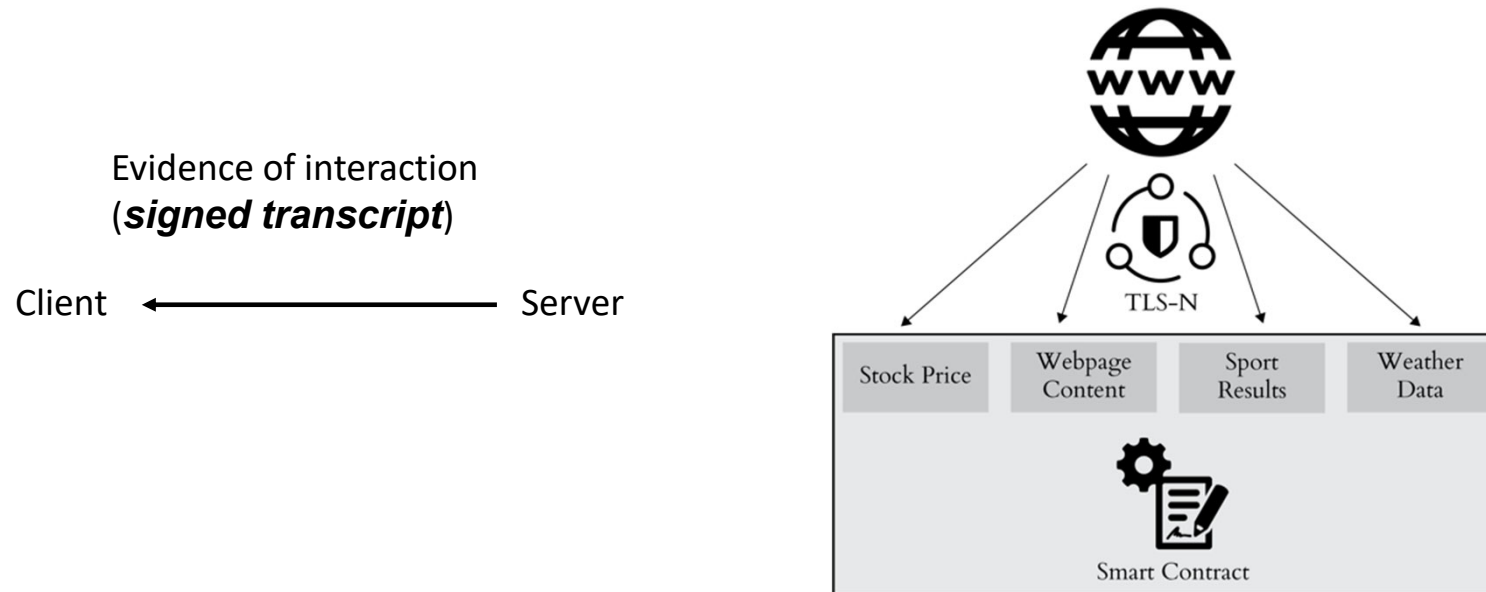 Evidence of interaction
(signed transcript)
Client
Server
WWW
TLS-N
Stock Price
Webpage
Content
Sport
Results
Weather
Data
Smart Contract